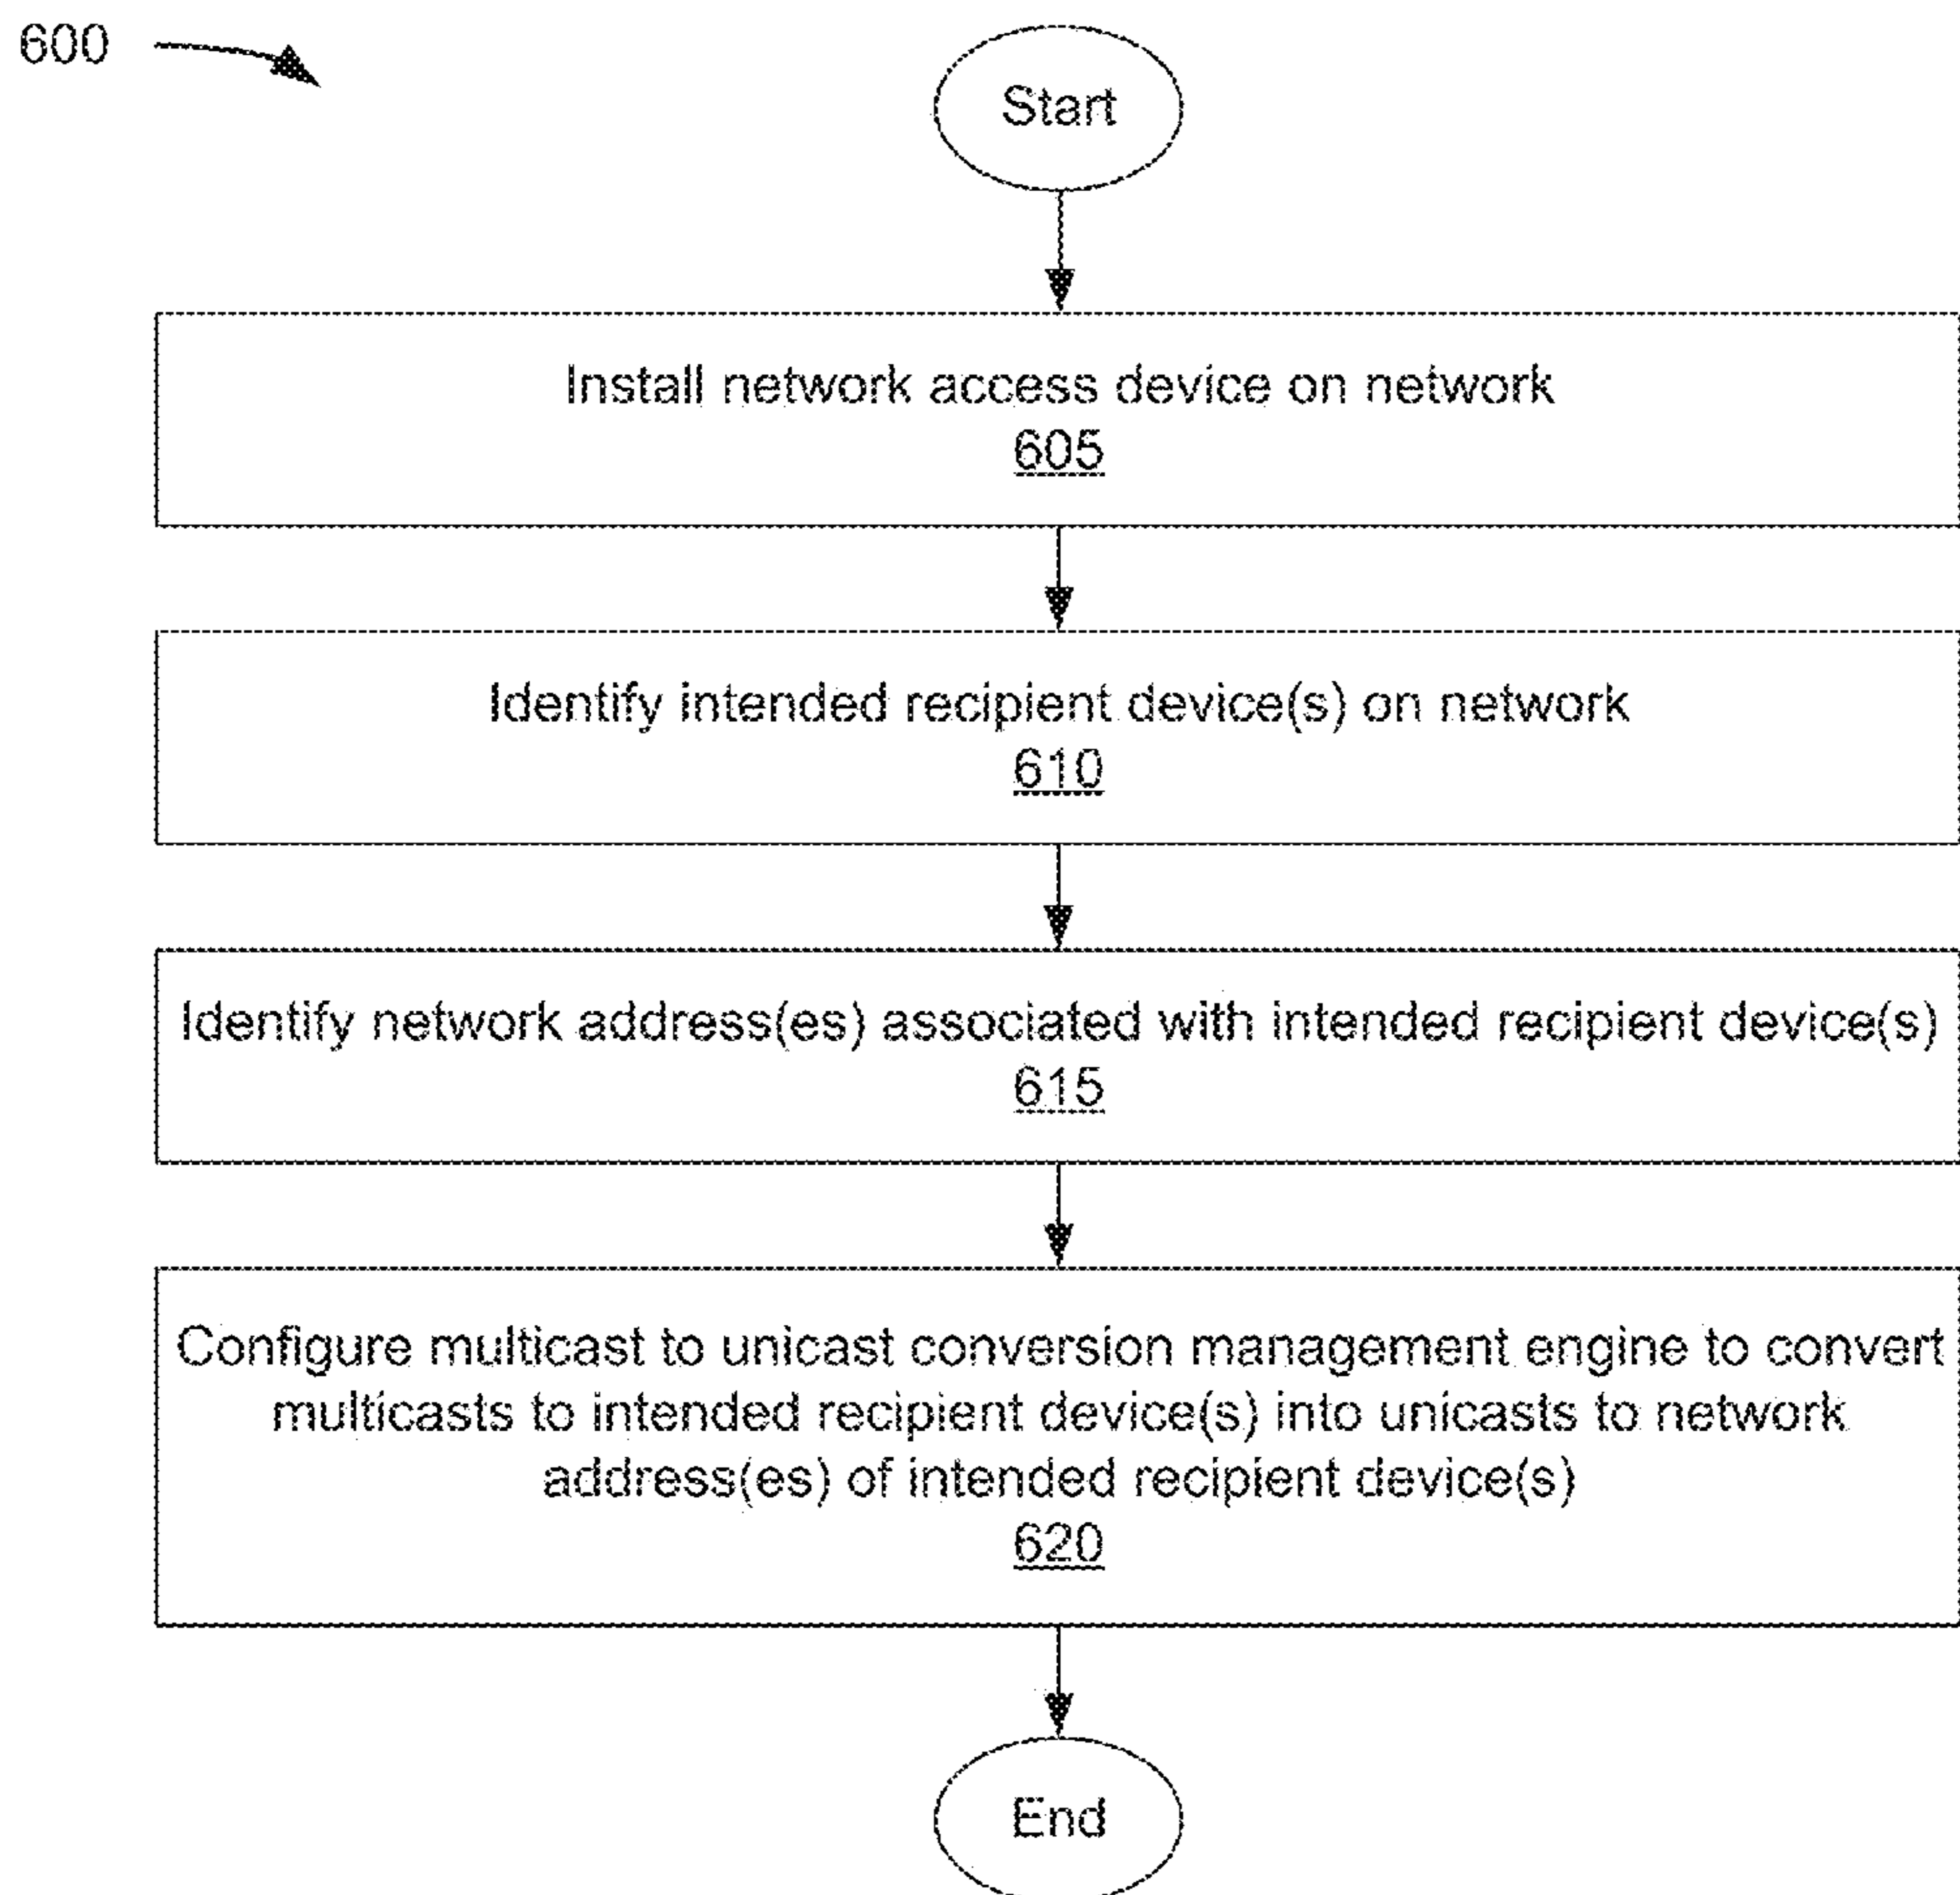 600
Start
Install network access device on network
605
Identify intended recipient device(s) on network
610
Identify network address(es) associated with intended recipient device(s)
615
Configure multicast to unicast conversion management engine to convert
multicasts to intended recipient device(s) into unicasts to network
address(es) of intended recipient device(s)
620
End